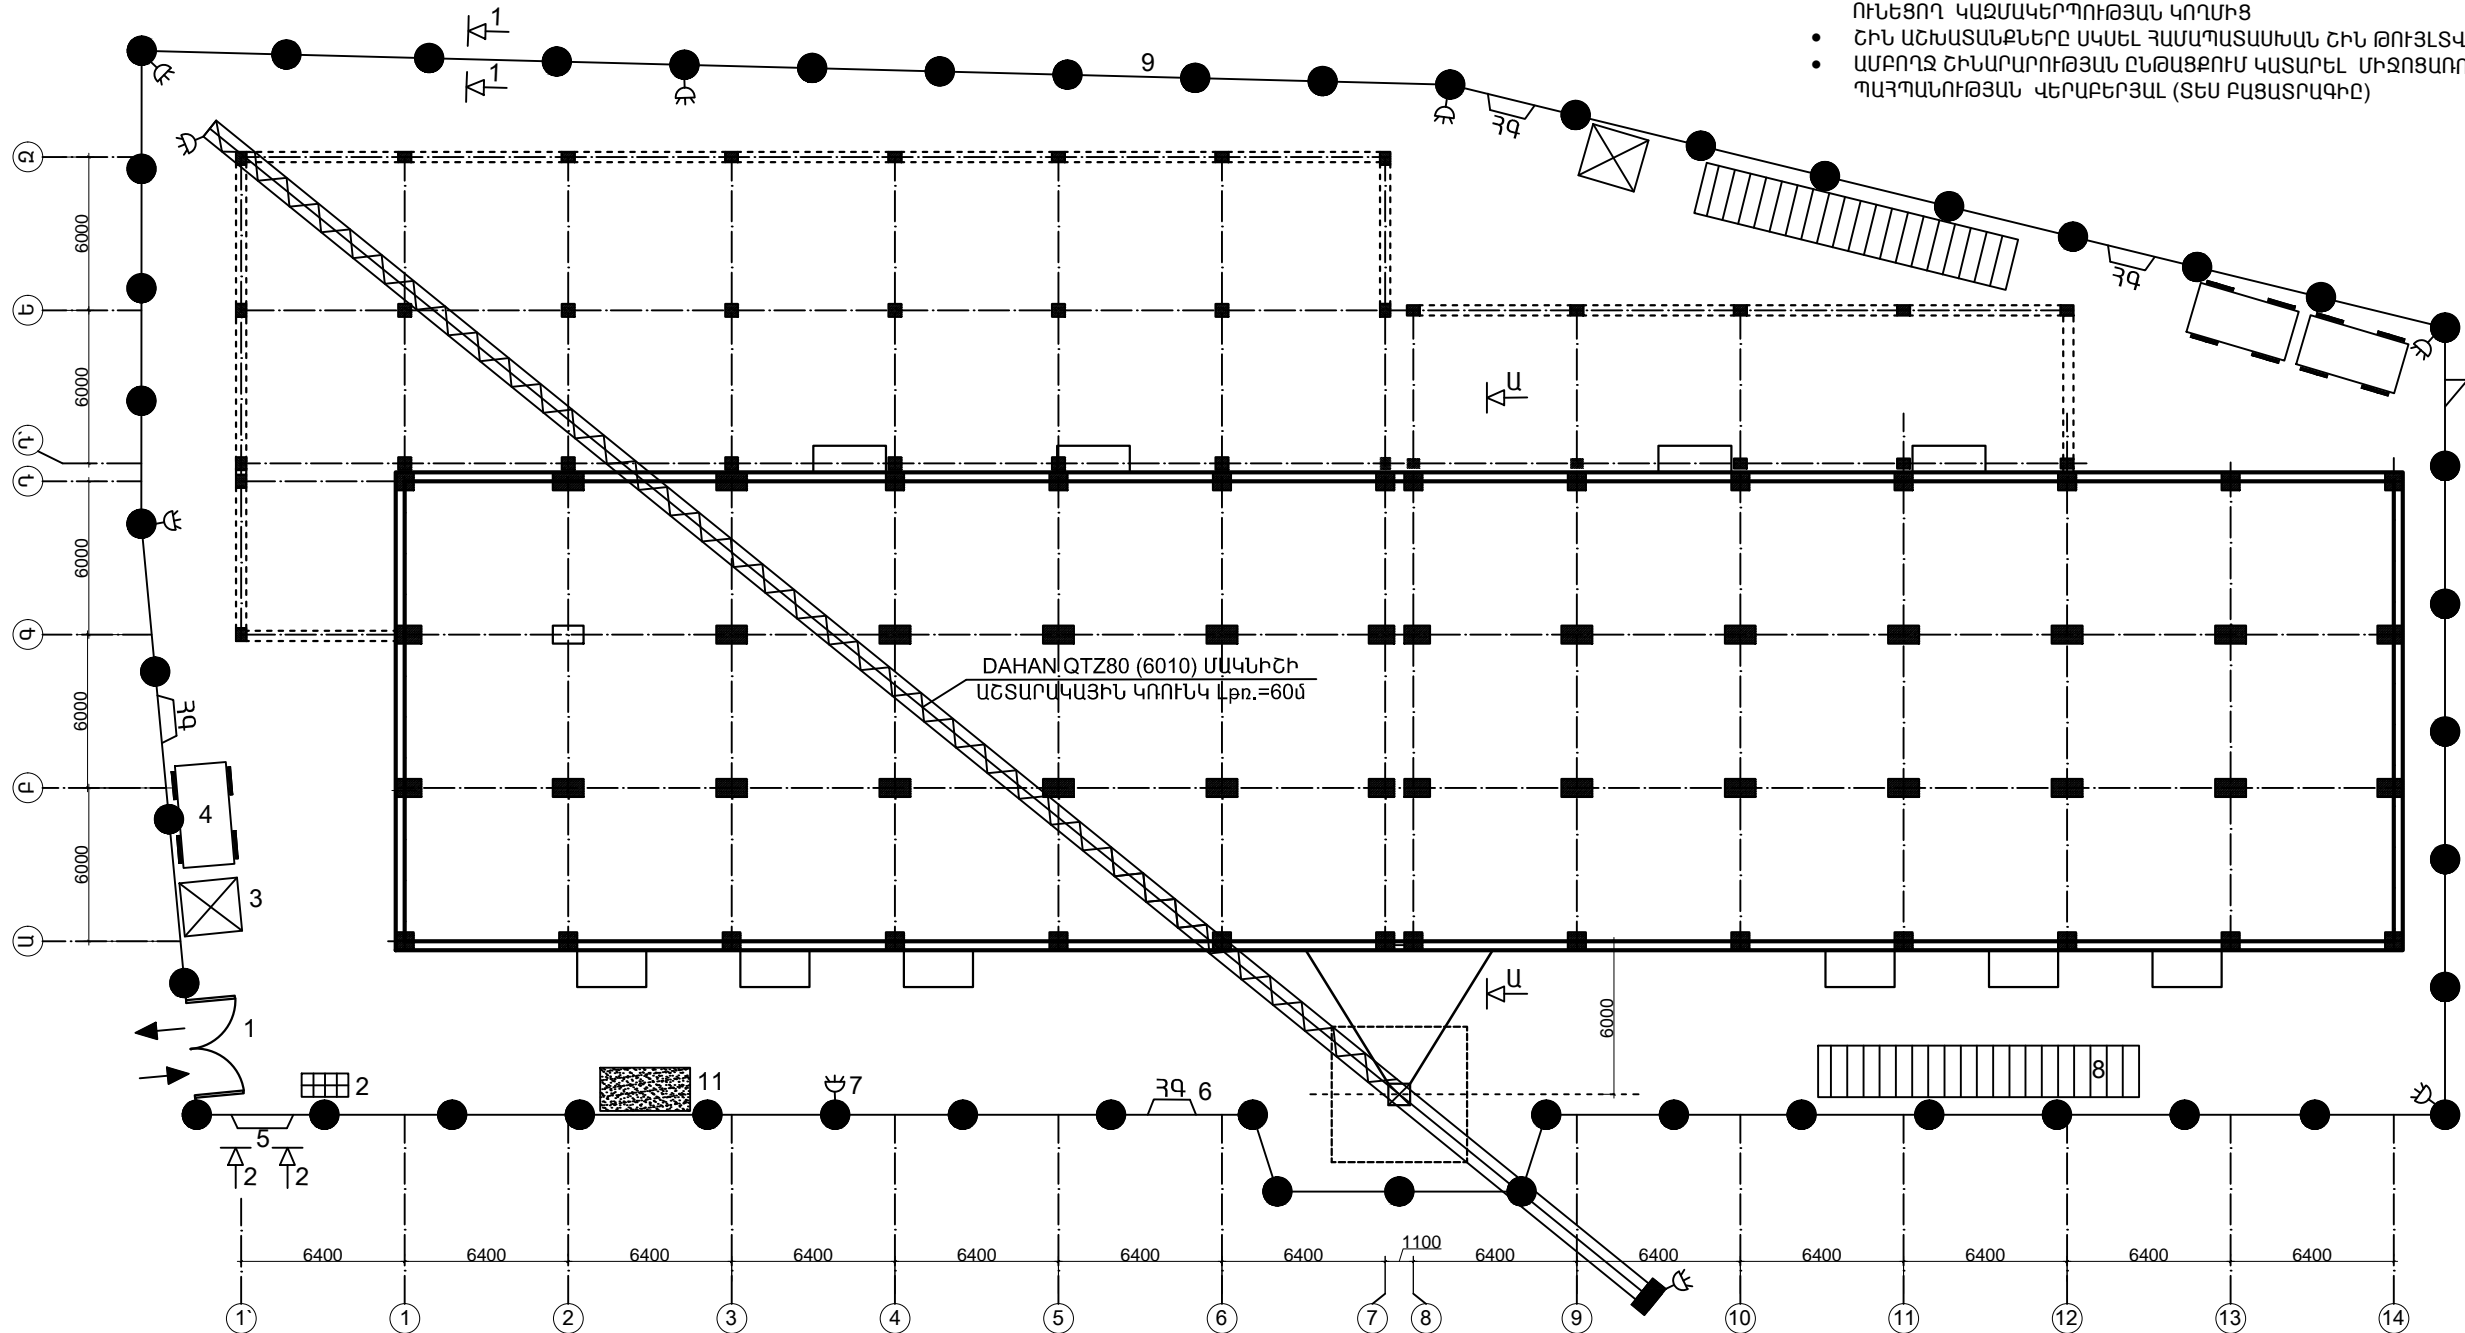 ՈՒՆԵՑՈՂ ԿԱԶՄԱԿԵՐՊՈՒԹՅԱՆ ԿՈՂՄԻՑ
• ՇԻՆ ԱՇԽԱՏԱՆՔՆԵՐԸ ՍԿՍԵԼ ՀԱՄԱՊԱՏԱՍԽԱՆ ՇԻՆ ԹՈՒՅԼՏՎ
• ԱՄԲՈՂՋ ՇԻՆԱՐԱՐՈՒԹՅԱՆ ԸՆԹԱՑՔՈՒՄ ԿԱՏԱՐԵԼ ՄԻՋՈՑԱՌՈ
ՊԱՀՊԱՆՈՒԹՅԱՆ ՎԵՐԱԲԵՐՅԱԼ (ՏԵՍ ԲԱՑԱՏՐԱԳԻԸ)
1
1
9
ՀԳ
ՀԳ
Զ
6000
Ե
6000
Ա
Դ՝
Դ
6000
Գ
DAHAN QTZ80 (6010) ՄԱԿՆԻՇԻ
ԱՇՏԱՐԱԿԱՅԻՆ ԿՌՈՒՆԿ Lթռ.=60մ
6000
ՀԳ
Բ
4
6000
3
Ա
Ա
6000
1
2
11
7
ՀԳ 6
8
5
2 2
6400 6400 6400 6400 6400 6400 6400 1100 6400 6400 6400 6400 6400 6400
1՝ 1 2 3 4 5 6 7 8 9 10 11 12 13 14